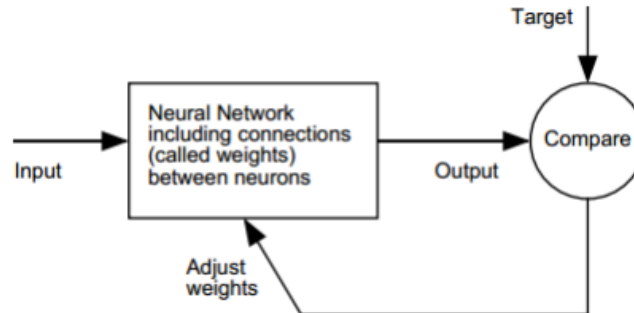 Target
Neural Network
including connections
(called weights)
between neurons
Compare
Input
Output
Adjust
weights